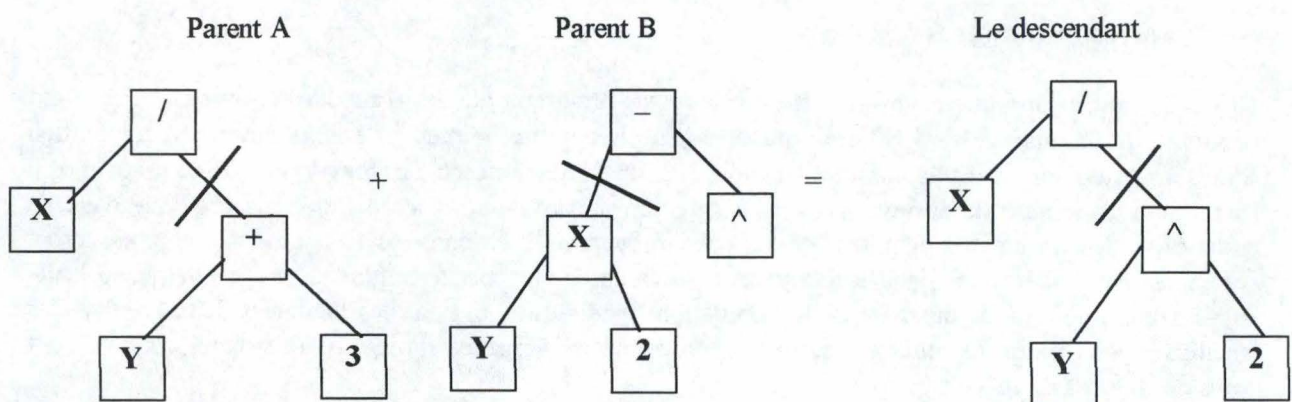 Parent A Parent B Le descendant
/ – /
X + ^ = X
+ X ^
Y 3 Y 2 Y 2